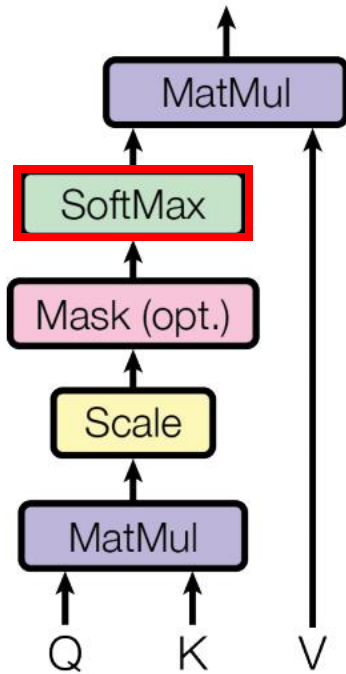 MatMul
SoftMax
Mask (opt.)
Scale
MatMul
Q K V